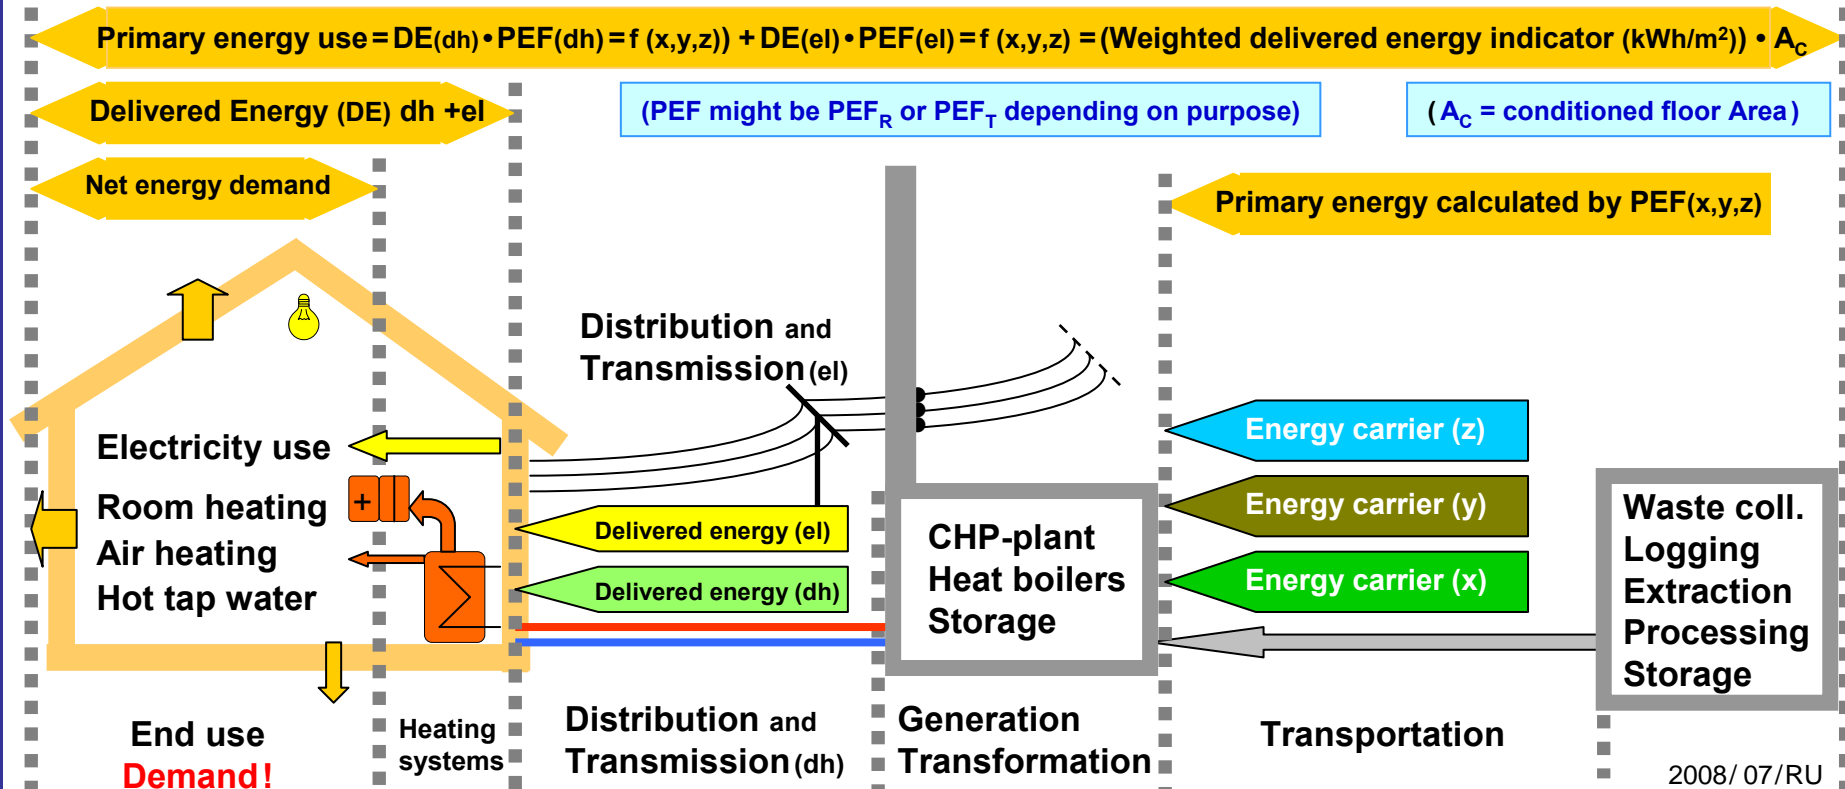 Primary energy use = DE(dh) • PEF(dh) = f (x,y,z)) + DE(el) • PEF(el) = f (x,y,z) = (Weighted delivered energy indicator (kWh/m²)) • A_C
Delivered Energy (DE) dh +el
(PEF might be PEF_R or PEF_T depending on purpose)
(A_C = conditioned floor Area)
Net energy demand
Primary energy calculated by PEF(x,y,z)
Distribution and
Transmission (el)
Electricity use
Room heating
Air heating
Hot tap water
+
Delivered energy (el)
Delivered energy (dh)
CHP-plant
Heat boilers
Storage
Energy carrier (z)
Energy carrier (y)
Energy carrier (x)
Waste coll.
Logging
Extraction
Processing
Storage
End use
Demand!
Heating
systems
Distribution and
Transmission (dh)
Generation
Transformation
Transportation
2008/07/RU